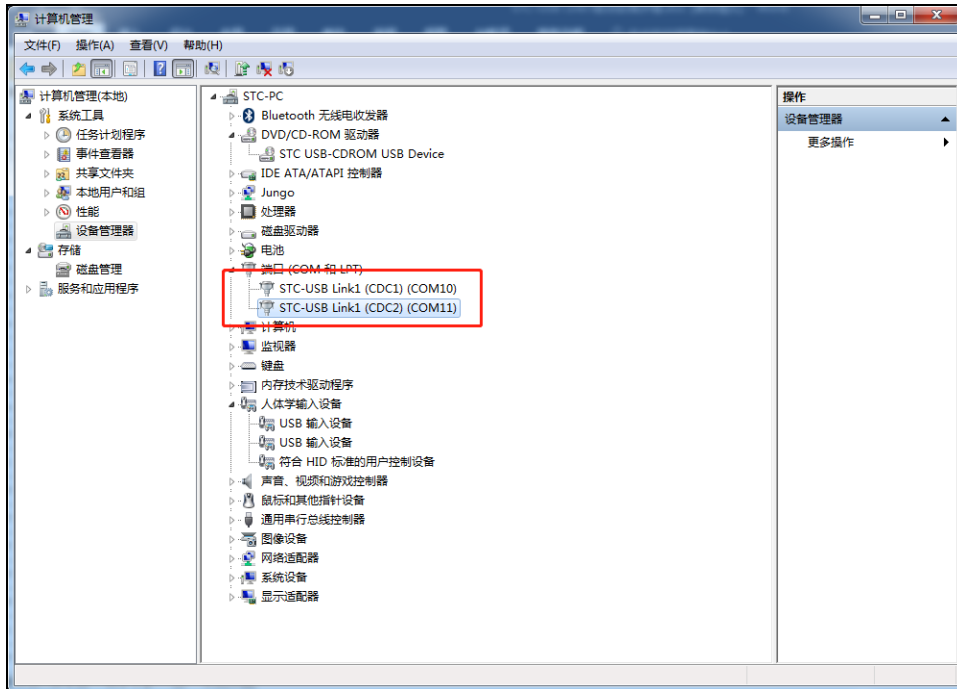 计算机管理
文件(F) 操作(A) 查看(V) 帮助(H)
计算机管理(本地)
系统工具
任务计划程序
事件查看器
共享文件夹
本地用户和组
性能
设备管理器
存储
磁盘管理
服务和应用程序
STC-PC
Bluetooth 无线电收发器
DVD/CD-ROM 驱动器
STC USB-CDROM USB Device
IDE ATA/ATAPI 控制器
Jungo
处理器
磁盘驱动器
电池
端口 (COM 和 LPT)
STC-USB Link1 (CDC1) (COM10)
STC-USB Link1 (CDC2) (COM11)
计算机
监视器
键盘
内存技术驱动程序
人体学输入设备
USB 输入设备
USB 输入设备
符合 HID 标准的用户控制设备
声音、视频和游戏控制器
鼠标和其他指针设备
通用串行总线控制器
图像设备
网络适配器
系统设备
显示适配器
操作
设备管理器
更多操作